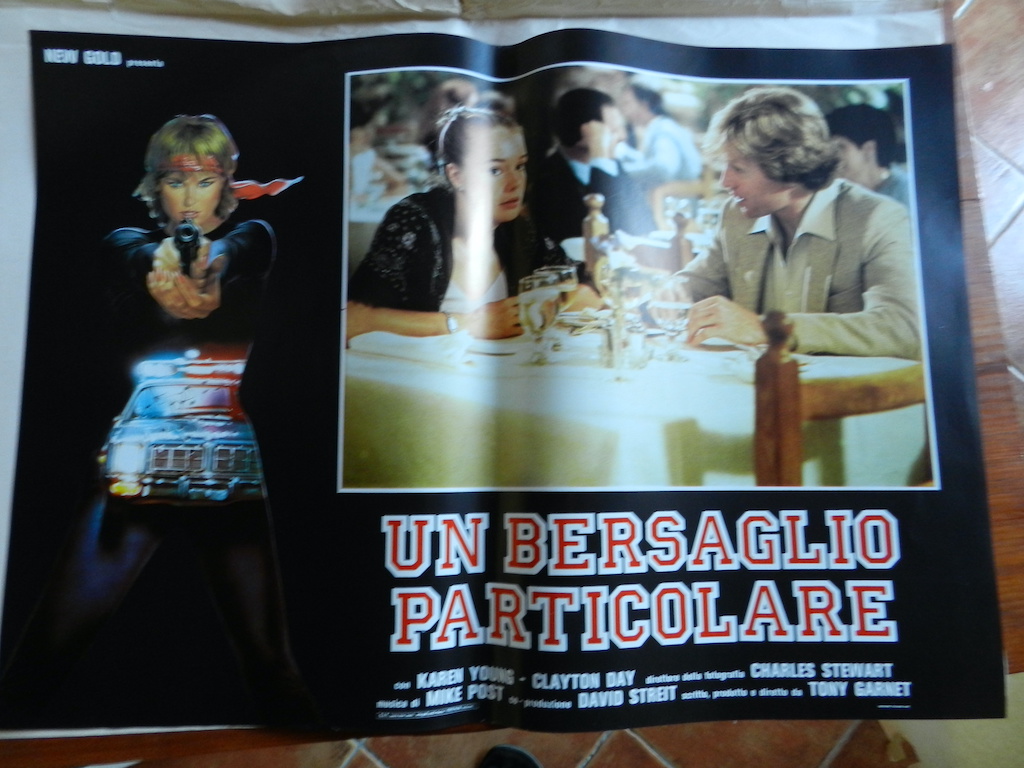 NEW GOLD presenta
UN BERSAGLIO
PARTICOLARE
con KAREN YOUNG - CLAYTON DAY direttore della fotografia CHARLES STEWART
musica di MIKE POST co-produzione DAVID STREIT scritto, prodotto e diretto da TONY GARNET